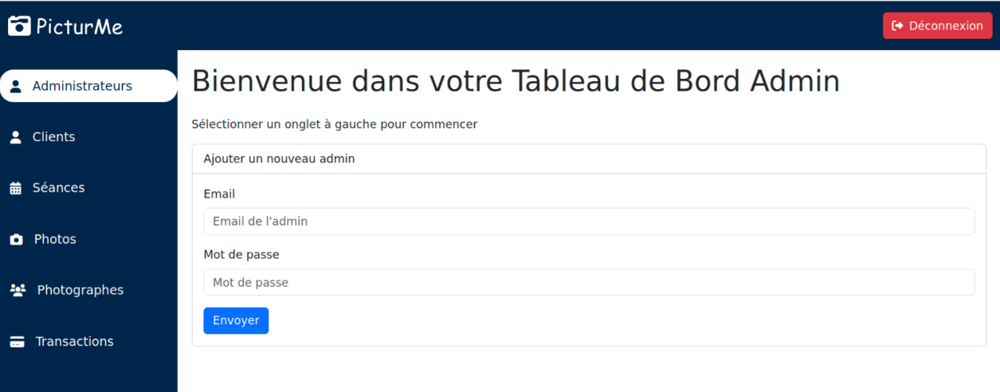 PicturMe
Déconnexion
Administrateurs
Clients
Séances
Photos
Photographes
Transactions
Bienvenue dans votre Tableau de Bord Admin
Sélectionner un onglet à gauche pour commencer
Ajouter un nouveau admin
Email
Email de l'admin
Mot de passe
Mot de passe
Envoyer